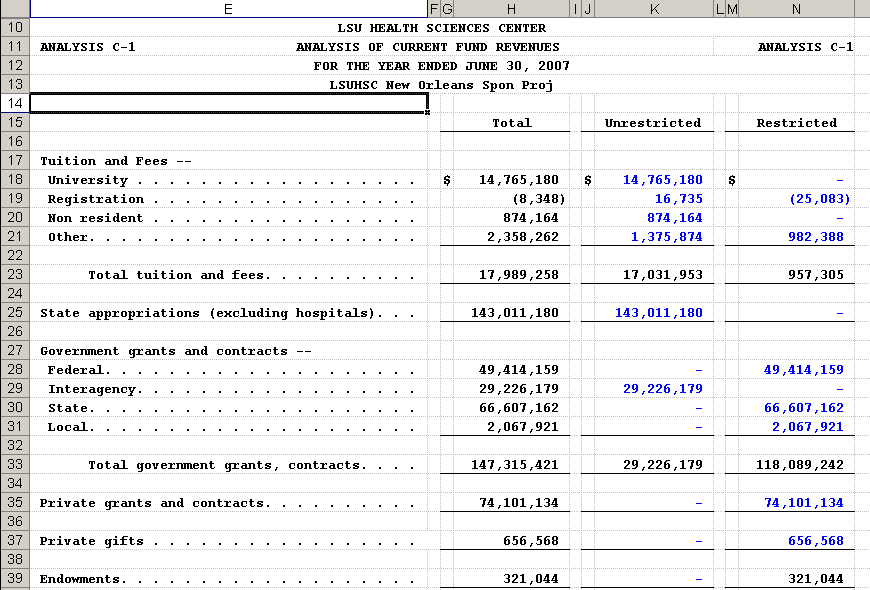 E F G H I J K L M N
10 LSU HEALTH SCIENCES CENTER
11 ANALYSIS C-1 ANALYSIS OF CURRENT FUND REVENUES ANALYSIS C-1
12 FOR THE YEAR ENDED JUNE 30, 2007
13 LSUHSC New Orleans Spon Proj
14
15 Total Unrestricted Restricted
16
17 Tuition and Fees --
18 University . . . . . . . . . . . . . . . . . . $ 14,765,180 $ 14,765,180 $ -
19 Registration . . . . . . . . . . . . . . . . . (8,348) 16,735 (25,083)
20 Non resident . . . . . . . . . . . . . . . . . 874,164 874,164 -
21 Other. . . . . . . . . . . . . . . . . . . . . 2,358,262 1,375,874 982,388
22
23 Total tuition and fees. . . . . . . . . . 17,989,258 17,031,953 957,305
24
25 State appropriations (excluding hospitals). . . 143,011,180 143,011,180 -
26
27 Government grants and contracts --
28 Federal. . . . . . . . . . . . . . . . . . . . 49,414,159 - 49,414,159
29 Interagency. . . . . . . . . . . . . . . . . . 29,226,179 29,226,179 -
30 State. . . . . . . . . . . . . . . . . . . . . 66,607,162 - 66,607,162
31 Local. . . . . . . . . . . . . . . . . . . . . 2,067,921 - 2,067,921
32
33 Total government grants, contracts. . . . 147,315,421 29,226,179 118,089,242
34
35 Private grants and contracts. . . . . . . . . . 74,101,134 - 74,101,134
36
37 Private gifts . . . . . . . . . . . . . . . . . 656,568 - 656,568
38
39 Endowments. . . . . . . . . . . . . . . . . . . 321,044 - 321,044